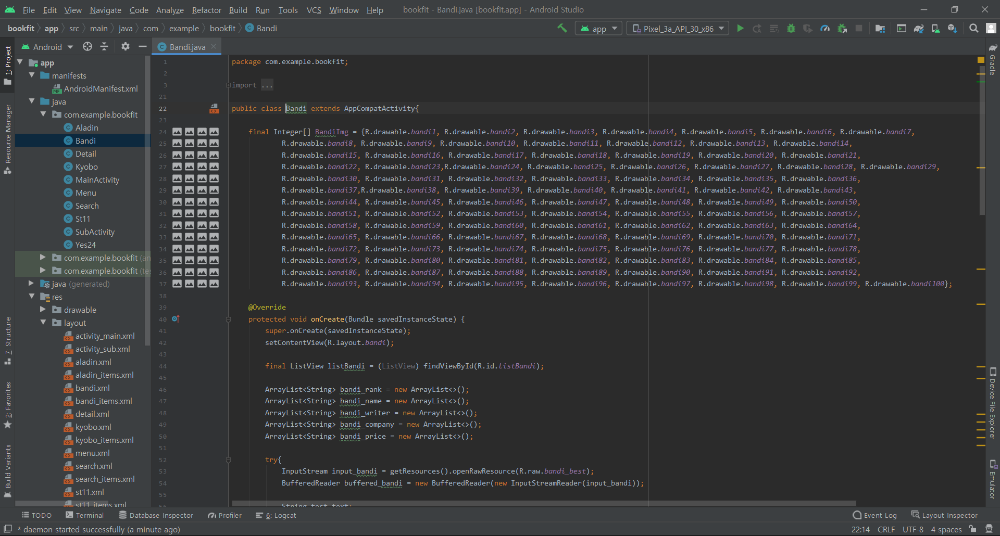 File Edit View Navigate Code Analyze Refactor Build Run Tools VCS Window Help bookfit - Bandi.java [bookfit.app] - Android Studio
bookfit app src main java com example bookfit Bandi app Pixel_3a_API_30_x86
Android Bandi.java
1: Project
Resource Manager
7: Structure
2: Favorites
Build Variants
app
manifests
AndroidManifest.xml
java
com.example.bookfit
Aladin
Bandi
Detail
Kyobo
MainActivity
Menu
Search
St11
SubActivity
Yes24
com.example.bookfit (an
com.example.bookfit (te
java (generated)
res
drawable
layout
activity_main.xml
activity_sub.xml
aladin.xml
aladin_items.xml
bandi.xml
bandi_items.xml
detail.xml
kyobo.xml
kyobo_items.xml
menu.xml
search.xml
search_items.xml
st11.xml
st11_items.xml
1 package com.example.bookfit;
2
3 import ...
21
22 public class Bandi extends AppCompatActivity{
23
24 final Integer[] BandiImg = {R.drawable.bandi1, R.drawable.bandi2, R.drawable.bandi3, R.drawable.bandi4, R.drawable.bandi5, R.drawable.bandi6, R.drawable.bandi7,
25 R.drawable.bandi8, R.drawable.bandi9, R.drawable.bandi10, R.drawable.bandi11, R.drawable.bandi12, R.drawable.bandi13, R.drawable.bandi14,
26 R.drawable.bandi15, R.drawable.bandi16, R.drawable.bandi17, R.drawable.bandi18, R.drawable.bandi19, R.drawable.bandi20, R.drawable.bandi21,
27 R.drawable.bandi22, R.drawable.bandi23,R.drawable.bandi24, R.drawable.bandi25, R.drawable.bandi26, R.drawable.bandi27, R.drawable.bandi28, R.drawable.bandi29,
28 R.drawable.bandi30, R.drawable.bandi31, R.drawable.bandi32, R.drawable.bandi33, R.drawable.bandi34, R.drawable.bandi35, R.drawable.bandi36,
29 R.drawable.bandi37,R.drawable.bandi38, R.drawable.bandi39, R.drawable.bandi40, R.drawable.bandi41, R.drawable.bandi42, R.drawable.bandi43,
30 R.drawable.bandi44, R.drawable.bandi45, R.drawable.bandi46, R.drawable.bandi47, R.drawable.bandi48, R.drawable.bandi49, R.drawable.bandi50,
31 R.drawable.bandi51, R.drawable.bandi52, R.drawable.bandi53, R.drawable.bandi54, R.drawable.bandi55, R.drawable.bandi56, R.drawable.bandi57,
32 R.drawable.bandi58, R.drawable.bandi59, R.drawable.bandi60, R.drawable.bandi61, R.drawable.bandi62, R.drawable.bandi63, R.drawable.bandi64,
33 R.drawable.bandi65, R.drawable.bandi66, R.drawable.bandi67, R.drawable.bandi68, R.drawable.bandi69, R.drawable.bandi70, R.drawable.bandi71,
34 R.drawable.bandi72, R.drawable.bandi73, R.drawable.bandi74, R.drawable.bandi75, R.drawable.bandi76, R.drawable.bandi77, R.drawable.bandi78,
35 R.drawable.bandi79, R.drawable.bandi80, R.drawable.bandi81, R.drawable.bandi82, R.drawable.bandi83, R.drawable.bandi84, R.drawable.bandi85,
36 R.drawable.bandi86, R.drawable.bandi87, R.drawable.bandi88, R.drawable.bandi89, R.drawable.bandi90, R.drawable.bandi91, R.drawable.bandi92,
37 R.drawable.bandi93, R.drawable.bandi94, R.drawable.bandi95, R.drawable.bandi96, R.drawable.bandi97, R.drawable.bandi98, R.drawable.bandi99, R.drawable.bandi100};
38
39 @Override
40 protected void onCreate(Bundle savedInstanceState) {
41 super.onCreate(savedInstanceState);
42 setContentView(R.layout.bandi);
43
44 final ListView listBandi = (ListView) findViewById(R.id.listBandi);
45
46 ArrayList<String> bandi_rank = new ArrayList<>();
47 ArrayList<String> bandi_name = new ArrayList<>();
48 ArrayList<String> bandi_writer = new ArrayList<>();
49 ArrayList<String> bandi_company = new ArrayList<>();
50 ArrayList<String> bandi_price = new ArrayList<>();
51
52 try{
53 InputStream input_bandi = getResources().openRawResource(R.raw.bandi_best);
54 BufferedReader buffered_bandi = new BufferedReader(new InputStreamReader(input_bandi));
55
56 String test text;
Gradle
Device File Explorer
Emulator
TODO Terminal Database Inspector Profiler 6: Logcat Event Log Layout Inspector
* daemon started successfully (a minute ago) 22:14 CRLF UTF-8 4 spaces